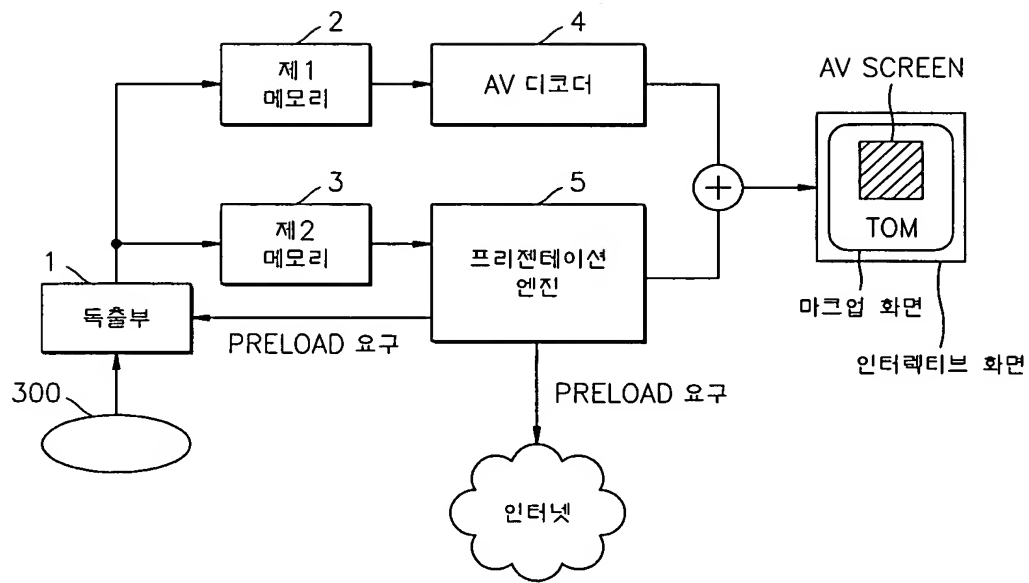 2
4
제1
메모리
AV 디코더
AV SCREEN
3
5
제2
메모리
프리젠테이션
엔진
+
TOM
1
독출부
PRELOAD 요구
마크업 화면
인터렉티브 화면
300
PRELOAD 요구
인터넷